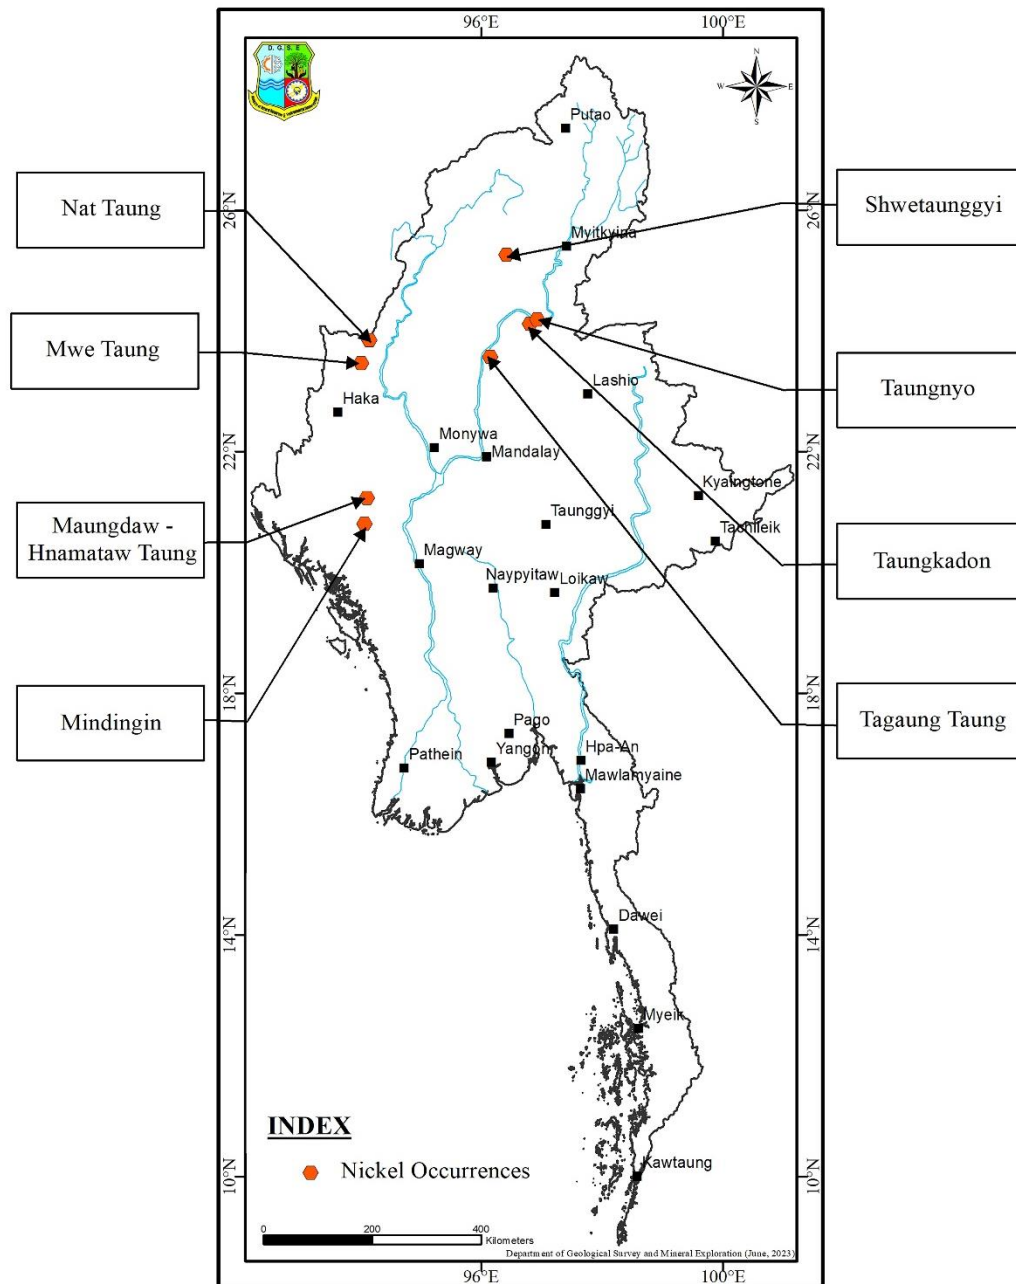 96°E
100°E
D. G. S. E
N
W
E
S
Putao
Nat Taung
Shwetaunggyi
26°N
26°N
Myitkyina
Mwe Taung
Taungnyo
Lashio
Haka
Monywa
Mandalay
22°N
22°N
Kyaingtone
Maungdaw -
Hnamataw Taung
Taunggyi
Tachileik
Taungkadon
Magway
Naypyitaw
Loikaw
Mindingin
18°N
18°N
Tagaung Taung
Pago
Yangon
Hpa-An
Pathein
Mawlamyaine
Dawei
14°N
14°N
Myeik
INDEX
Nickel Occurrences
Kawtaung
10°N
10°N
0
200
400
Kilometers
Department of Geological Survey and Mineral Exploration (June, 2023)
96°E
100°E